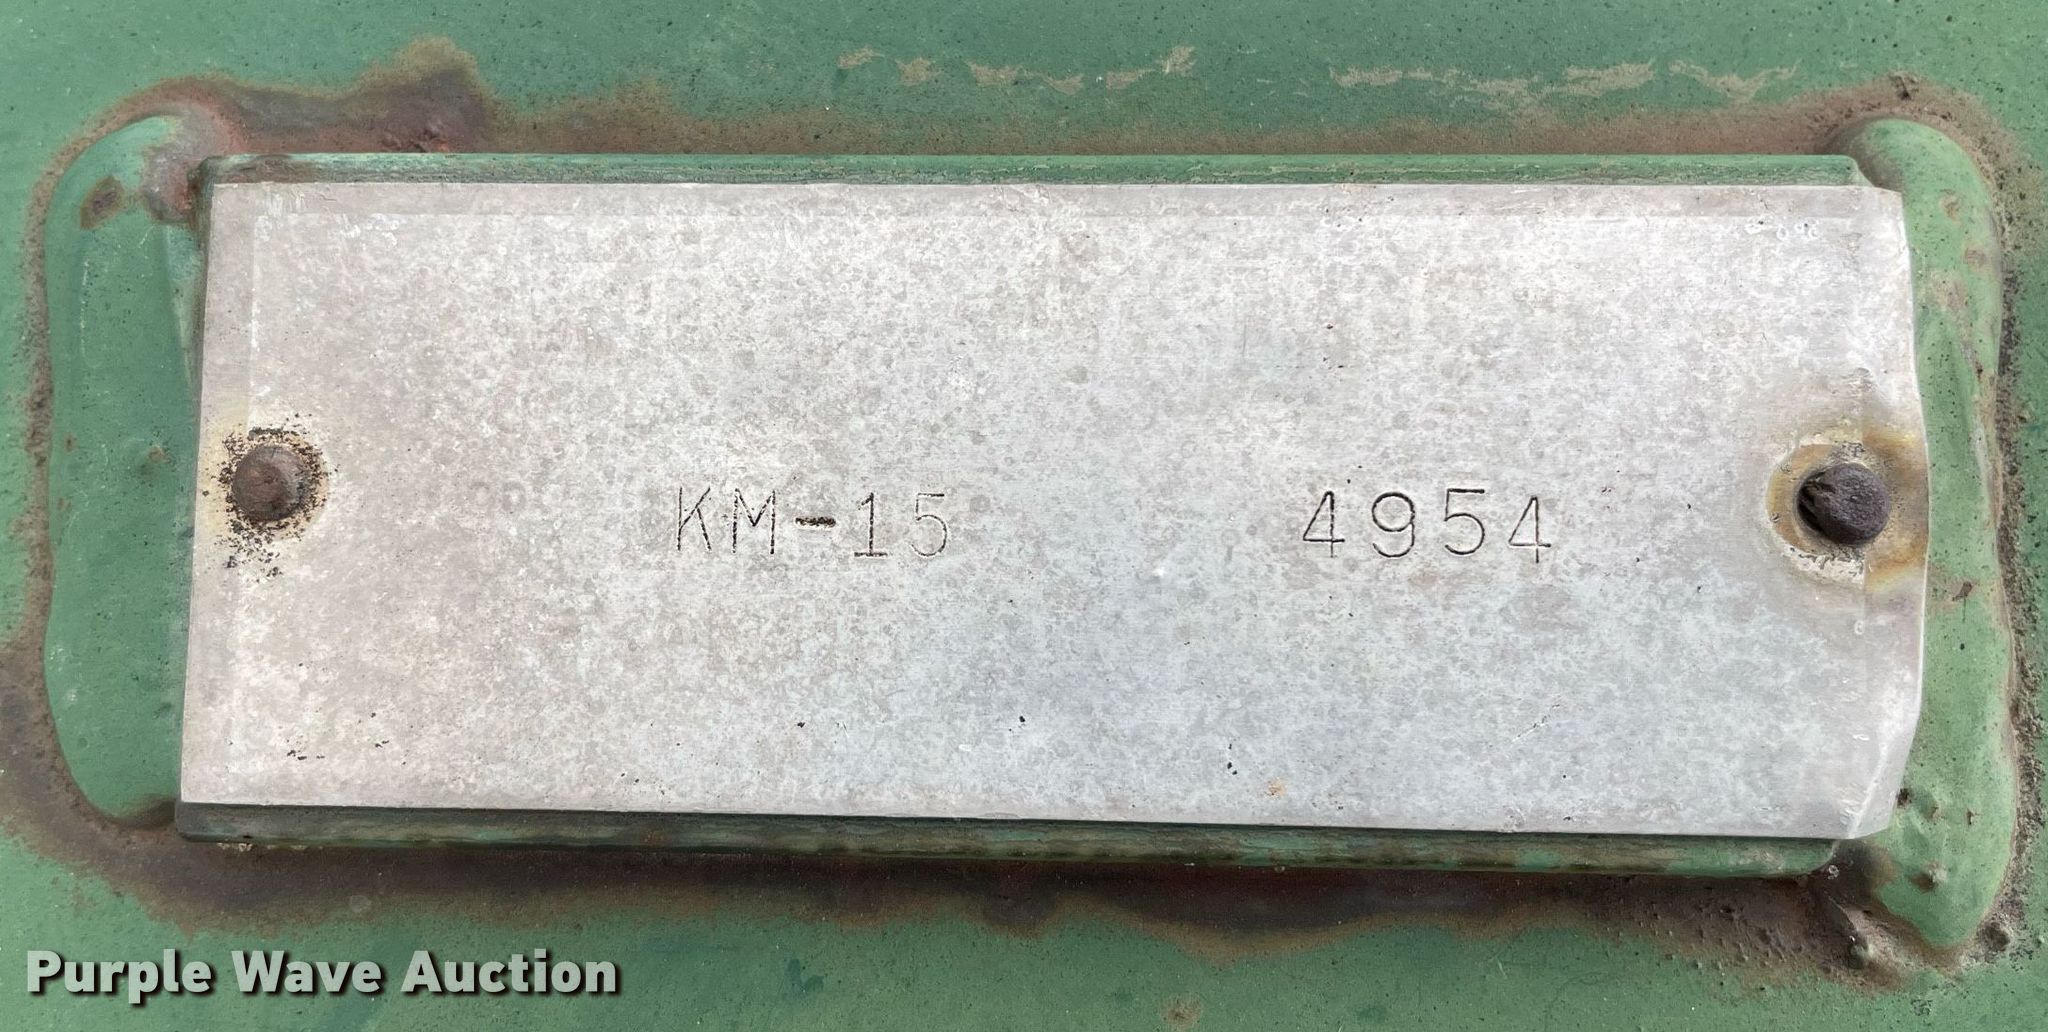 KM-15 4954
Purple Wave Auction